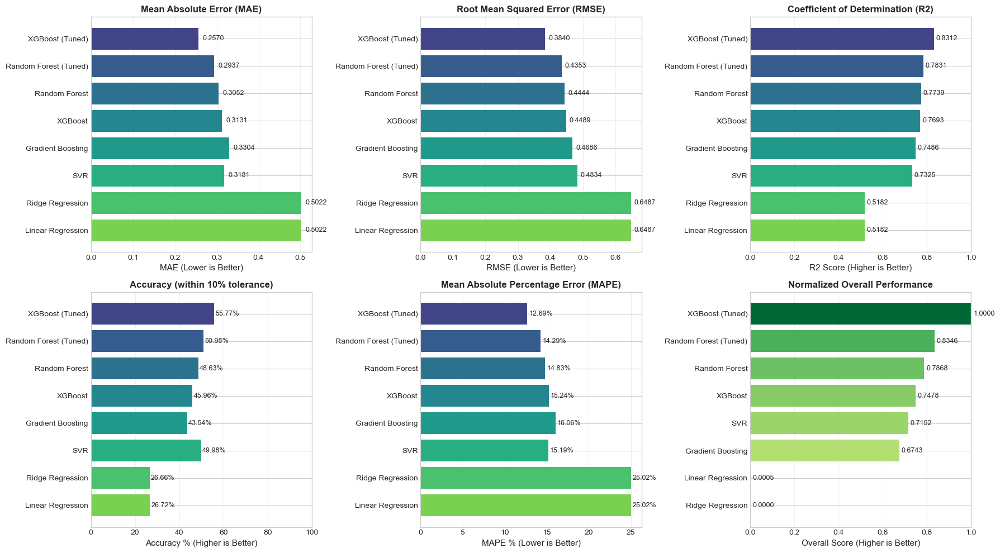 Mean Absolute Error (MAE)
XGBoost (Tuned)
0.2570
Random Forest (Tuned)
0.2937
Random Forest
0.3052
XGBoost
0.3131
Gradient Boosting
0.3304
SVR
0.3181
Ridge Regression
0.5022
Linear Regression
0.5022
0.0 0.1 0.2 0.3 0.4 0.5
MAE (Lower is Better)
Root Mean Squared Error (RMSE)
XGBoost (Tuned)
0.3840
Random Forest (Tuned)
0.4353
Random Forest
0.4444
XGBoost
0.4489
Gradient Boosting
0.4686
SVR
0.4834
Ridge Regression
0.6487
Linear Regression
0.6487
0.0 0.1 0.2 0.3 0.4 0.5 0.6
RMSE (Lower is Better)
Coefficient of Determination (R2)
XGBoost (Tuned)
0.8312
Random Forest (Tuned)
0.7831
Random Forest
0.7739
XGBoost
0.7693
Gradient Boosting
0.7486
SVR
0.7325
Ridge Regression
0.5182
Linear Regression
0.5182
0.0 0.2 0.4 0.6 0.8 1.0
R2 Score (Higher is Better)
Accuracy (within 10% tolerance)
XGBoost (Tuned)
55.77%
Random Forest (Tuned)
50.98%
Random Forest
48.63%
XGBoost
45.96%
Gradient Boosting
43.54%
SVR
49.98%
Ridge Regression
26.66%
Linear Regression
26.72%
0 20 40 60 80 100
Accuracy % (Higher is Better)
Mean Absolute Percentage Error (MAPE)
XGBoost (Tuned)
12.69%
Random Forest (Tuned)
14.29%
Random Forest
14.83%
XGBoost
15.24%
Gradient Boosting
16.06%
SVR
15.19%
Ridge Regression
25.02%
Linear Regression
25.02%
0 5 10 15 20 25
MAPE % (Lower is Better)
Normalized Overall Performance
XGBoost (Tuned)
1.0000
Random Forest (Tuned)
0.8346
Random Forest
0.7868
XGBoost
0.7478
SVR
0.7152
Gradient Boosting
0.6743
Linear Regression
0.0005
Ridge Regression
0.0000
0.0 0.2 0.4 0.6 0.8 1.0
Overall Score (Higher is Better)